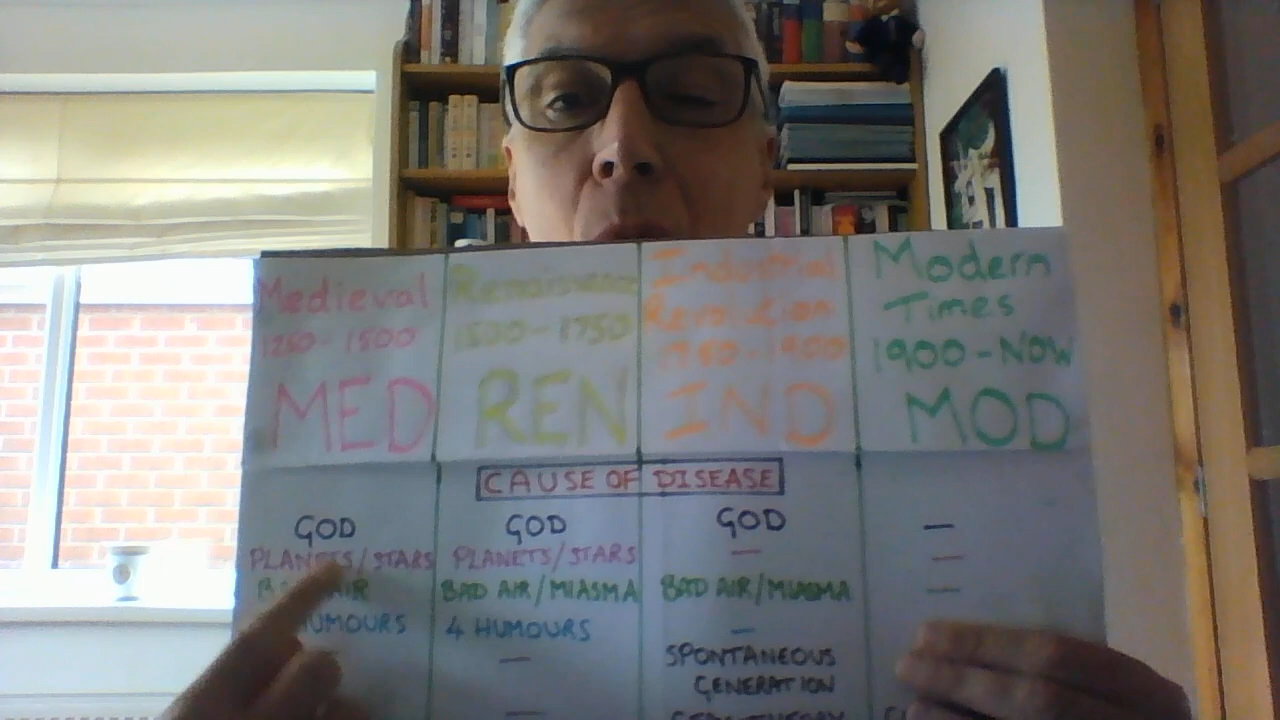 Medieval
1250-1500
MED
Renaissance
1500-1750
REN
Industrial
Revolution
1750-1900
IND
Modern
Times
1900-NOW
MOD
CAUSE OF DISEASE
GOD
PLANETS/STARS
AIR
HUMOURS
GOD
PLANETS/STARS
BAD AIR/MIASMA
4 HUMOURS
—
—
GOD
—
BAD AIR/MIASMA
—
SPONTANEOUS
GENERATION
—
—
—